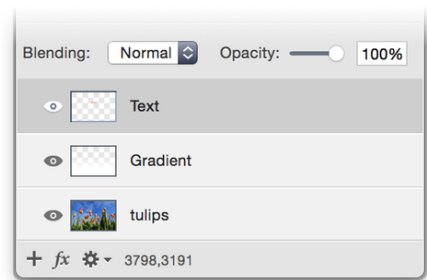 Blending: Normal Opacity: 100%
Text
Gradient
tulips
+ fx 3798,3191